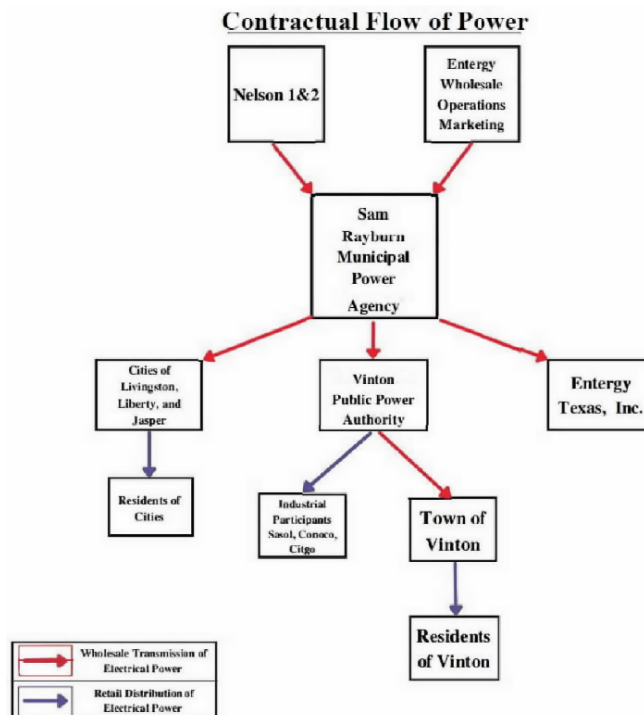 Contractual Flow of Power
Nelson 1&2
Entergy
Wholesale
Operations
Marketing
Sam
Rayburn
Municipal
Power
Agency
Cities of
Livingston,
Liberty, and
Jasper
Vinton
Public Power
Authority
Entergy
Texas, Inc.
Residents of
Cities
Industrial
Participants
Sasol, Conoco,
Citgo
Town of
Vinton
Residents
of Vinton
Wholesale Transmission of
Electrical Power
Retail Distribution of
Electrical Power